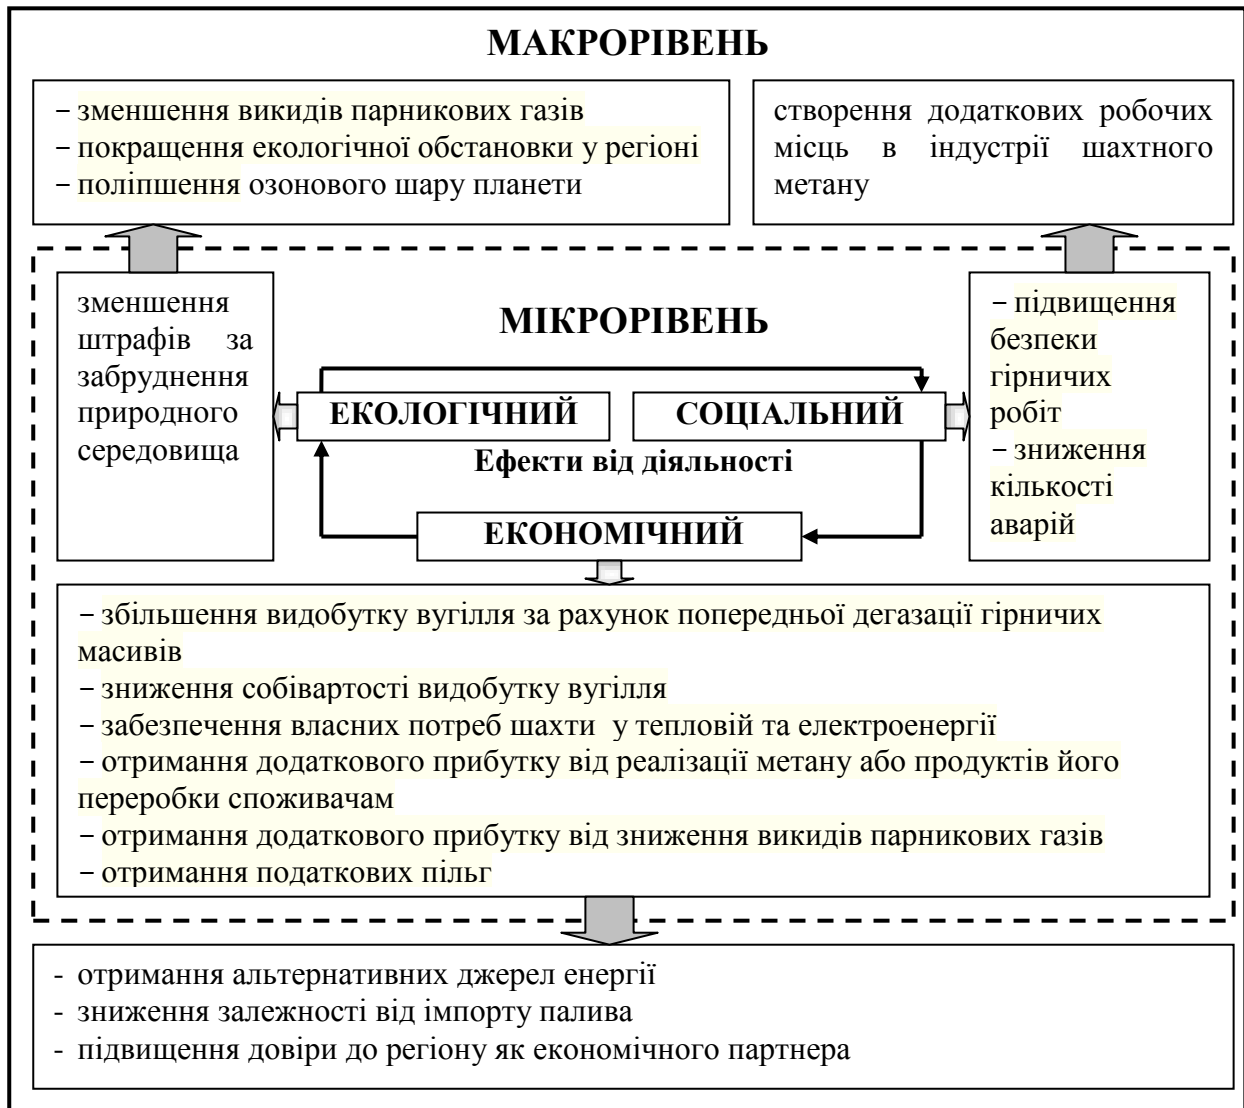 МАКРОРІВЕНЬ
− зменшення викидів парникових газів
− покращення екологічної обстановки у регіоні
− поліпшення озонового шару планети
створення додаткових робочих
місць в індустрії шахтного
метану
зменшення
штрафів за
забруднення
природного
середовища
МІКРОРІВЕНЬ
− підвищення
безпеки
гірничих
робіт
− зниження
кількості
аварій
ЕКОЛОГІЧНИЙ
СОЦІАЛЬНИЙ
Ефекти від діяльності
ЕКОНОМІЧНИЙ
− збільшення видобутку вугілля за рахунок попередньої дегазації гірничих
масивів
− зниження собівартості видобутку вугілля
− забезпечення власних потреб шахти у тепловій та електроенергії
− отримання додаткового прибутку від реалізації метану або продуктів його
переробки споживачам
− отримання додаткового прибутку від зниження викидів парникових газів
− отримання податкових пільг
- отримання альтернативних джерел енергії
- зниження залежності від імпорту палива
- підвищення довіри до регіону як економічного партнера